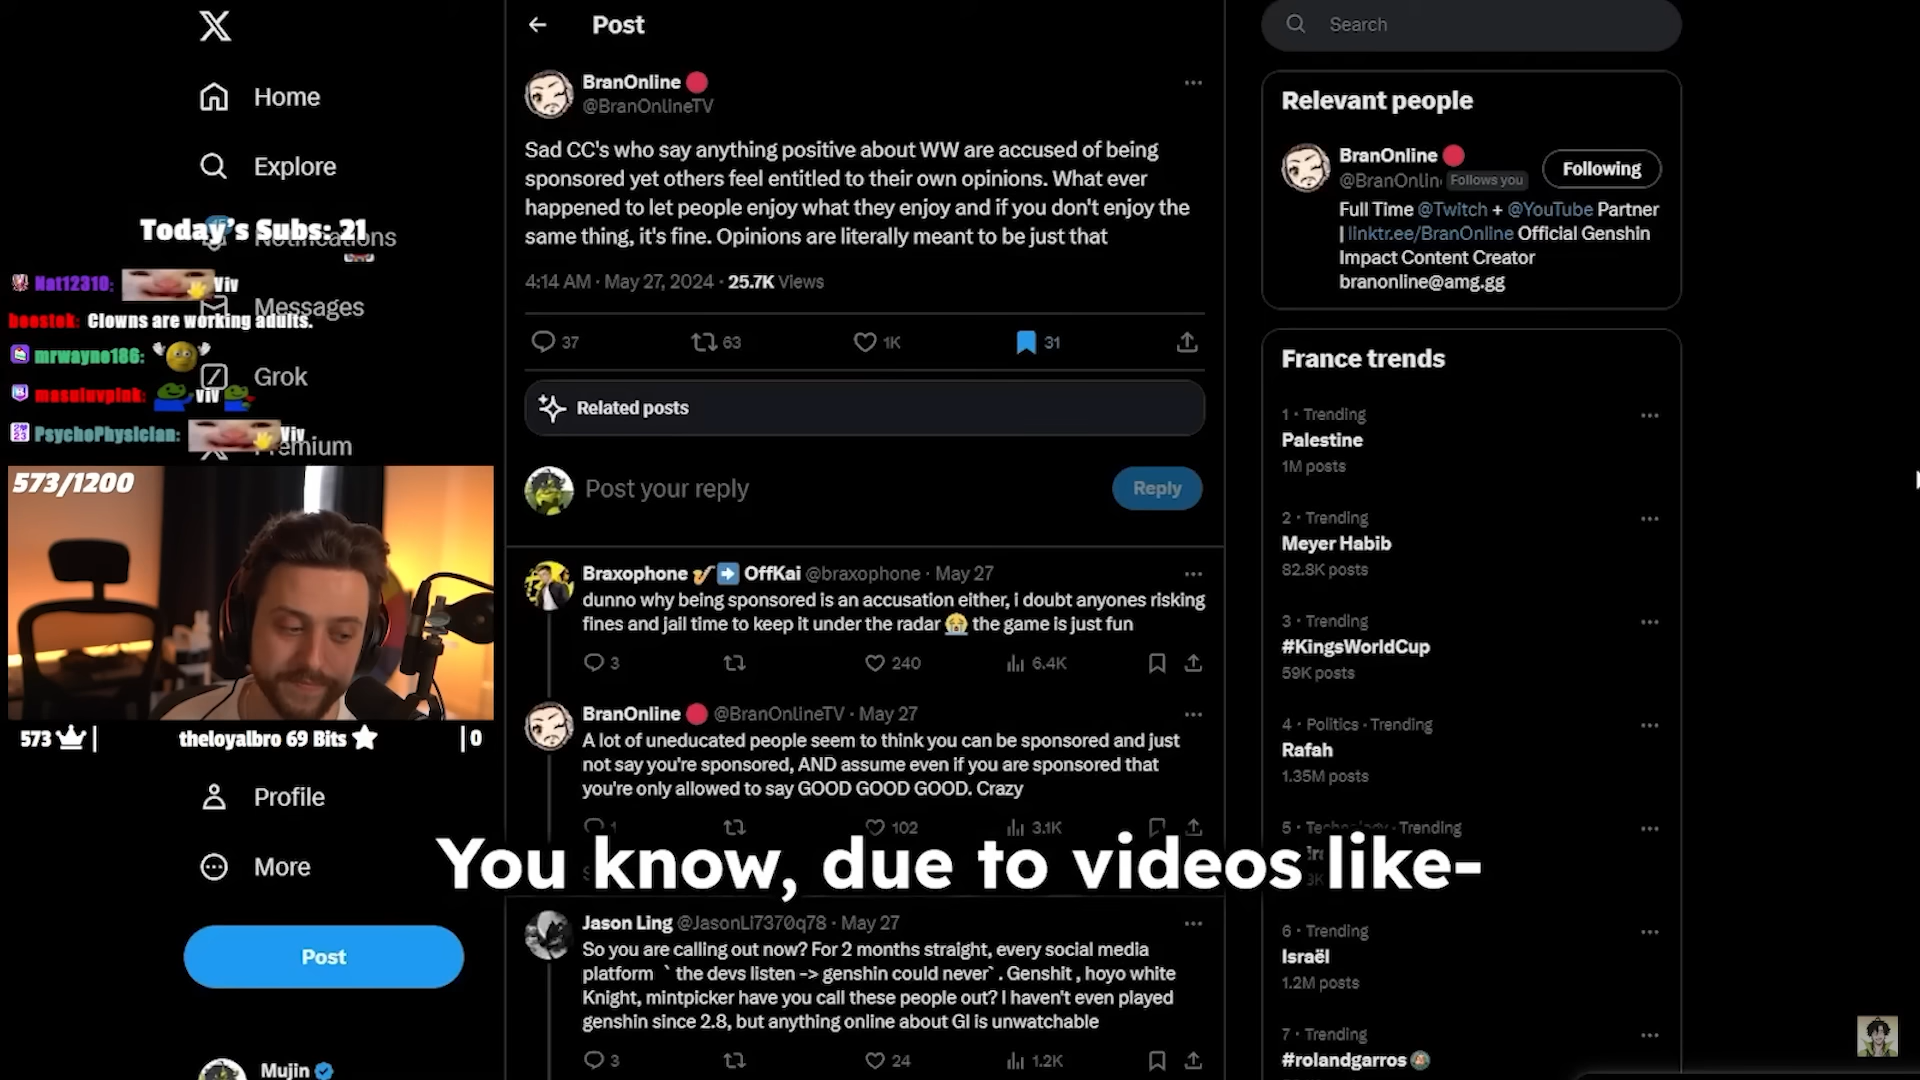 Home
Explore
Notifications
Messages
Grok
Premium
Profile
More
Post
Mujin
Today's Subs: 21
Nat12310: Viv
beostek: Clowns are working adults.
mrwayne186:
masuluvpink: Viv
PsychoPhysician: Viv
573/1200
573 |
theloyalbro 69 Bits
| 0
Post
BranOnline
@BranOnlineTV
Sad CC's who say anything positive about WW are accused of being
sponsored yet others feel entitled to their own opinions. What ever
happened to let people enjoy what they enjoy and if you don't enjoy the
same thing, it's fine. Opinions are literally meant to be just that
4:14 AM · May 27, 2024 · 25.7K Views
37 63 1K 31
Related posts
Post your reply
Reply
Braxophone OffKai @braxophone · May 27
dunno why being sponsored is an accusation either, i doubt anyones risking
fines and jail time to keep it under the radar the game is just fun
3 240 6.4K
BranOnline @BranOnlineTV · May 27
A lot of uneducated people seem to think you can be sponsored and just
not say you're sponsored, AND assume even if you are sponsored that
you're only allowed to say GOOD GOOD GOOD. Crazy
1 102 3.1K
You know, due to videos like-
Jason Ling @JasonLi7370q78 · May 27
So you are calling out now? For 2 months straight, every social media
platform ` the devs listen -> genshin could never` . Genshit , hoyo white
Knight, mintpicker have you call these people out? I haven't even played
genshin since 2.8, but anything online about GI is unwatchable
3 24 1.2K
Search
Relevant people
BranOnline
@BranOnlin Follows you
Following
Full Time @Twitch + @YouTube Partner
| linktr.ee/BranOnline Official Genshin
Impact Content Creator
branonline@amg.gg
France trends
1 · Trending
Palestine
1M posts
2 · Trending
Meyer Habib
82.8K posts
3 · Trending
#KingsWorldCup
59K posts
4 · Politics · Trending
Rafah
1.35M posts
5 · Technology · Trending
6 · Trending
Israël
1.2M posts
7 · Trending
#rolandgarros